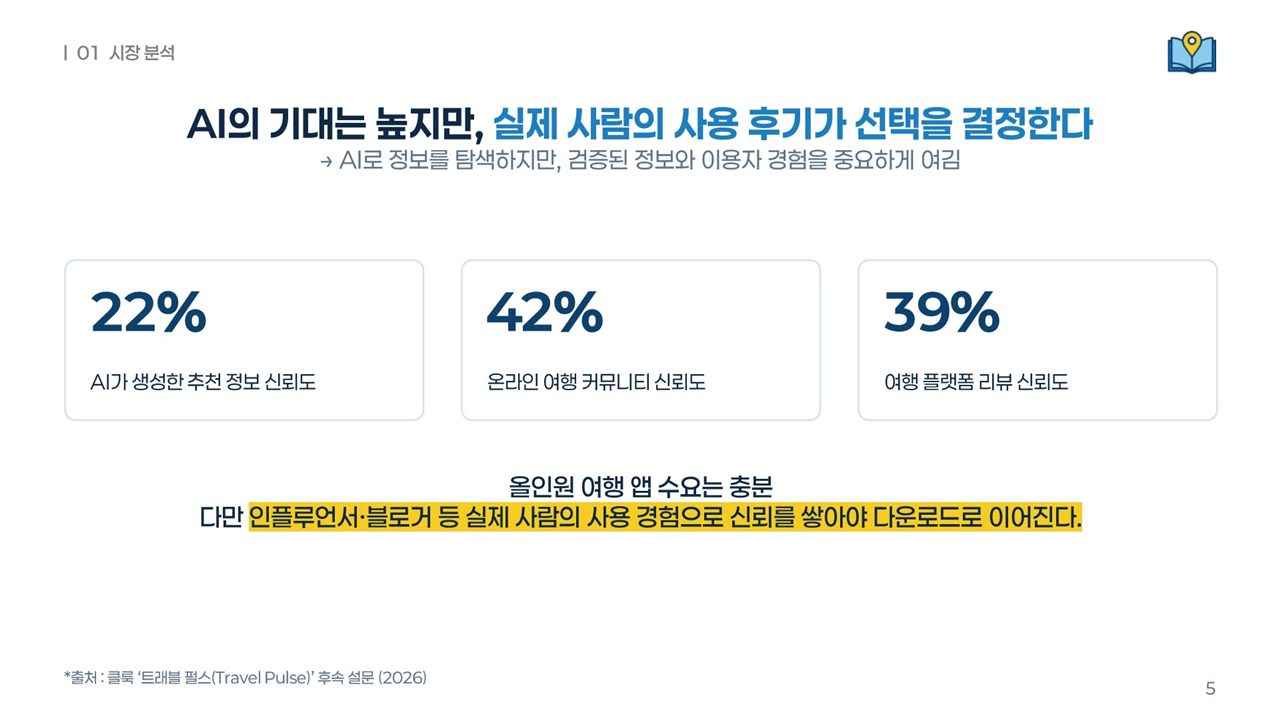 | 01 시장 분석
AI의 기대는 높지만, 실제 사람의 사용 후기가 선택을 결정한다
→ AI로 정보를 탐색하지만, 검증된 정보와 이용자 경험을 중요하게 여김
22%
AI가 생성한 추천 정보 신뢰도
42%
온라인 여행 커뮤니티 신뢰도
39%
여행 플랫폼 리뷰 신뢰도
올인원 여행 앱 수요는 충분
다만 인플루언서·블로거 등 실제 사람의 사용 경험으로 신뢰를 쌓아야 다운로드로 이어진다.
*출처 : 클룩 ‘트래블 펄스(Travel Pulse)’ 후속 설문 (2026)
5